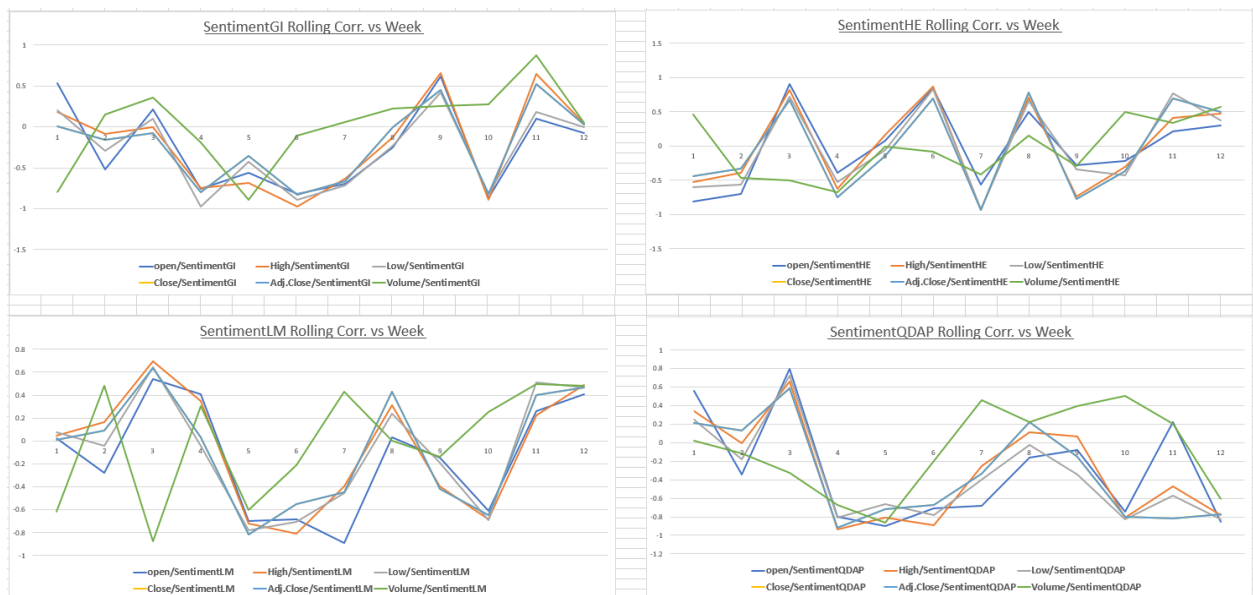 SentimentGI Rolling Corr. vs Week
1
0.5
0
-0.5
-1
-1.5
1 2 3 4 5 6 7 8 9 10 11 12
open/SentimentGI High/SentimentGI Low/SentimentGI
Close/SentimentGI Adj.Close/SentimentGI Volume/SentimentGI
SentimentHE Rolling Corr. vs Week
1.5
1
0.5
0
-0.5
-1
-1.5
1 2 3 4 5 6 7 8 9 10 11 12
open/SentimentHE High/SentimentHE Low/SentimentHE
Close/SentimentHE Adj.Close/SentimentHE Volume/SentimentHE
SentimentLM Rolling Corr. vs Week
0.8
0.6
0.4
0.2
0
-0.2
-0.4
-0.6
-0.8
-1
1 2 3 4 5 6 7 8 9 10 11 12
open/SentimentLM High/SentimentLM Low/SentimentLM
Close/SentimentLM Adj.Close/SentimentLM Volume/SentimentLM
SentimentQDAP Rolling Corr. vs Week
1
0.8
0.6
0.4
0.2
0
-0.2
-0.4
-0.6
-0.8
-1
-1.2
1 2 3 4 5 6 7 8 9 10 11 12
open/SentimentQDAP High/SentimentQDAP Low/SentimentQDAP
Close/SentimentQDAP Adj.Close/SentimentQDAP Volume/SentimentQDAP